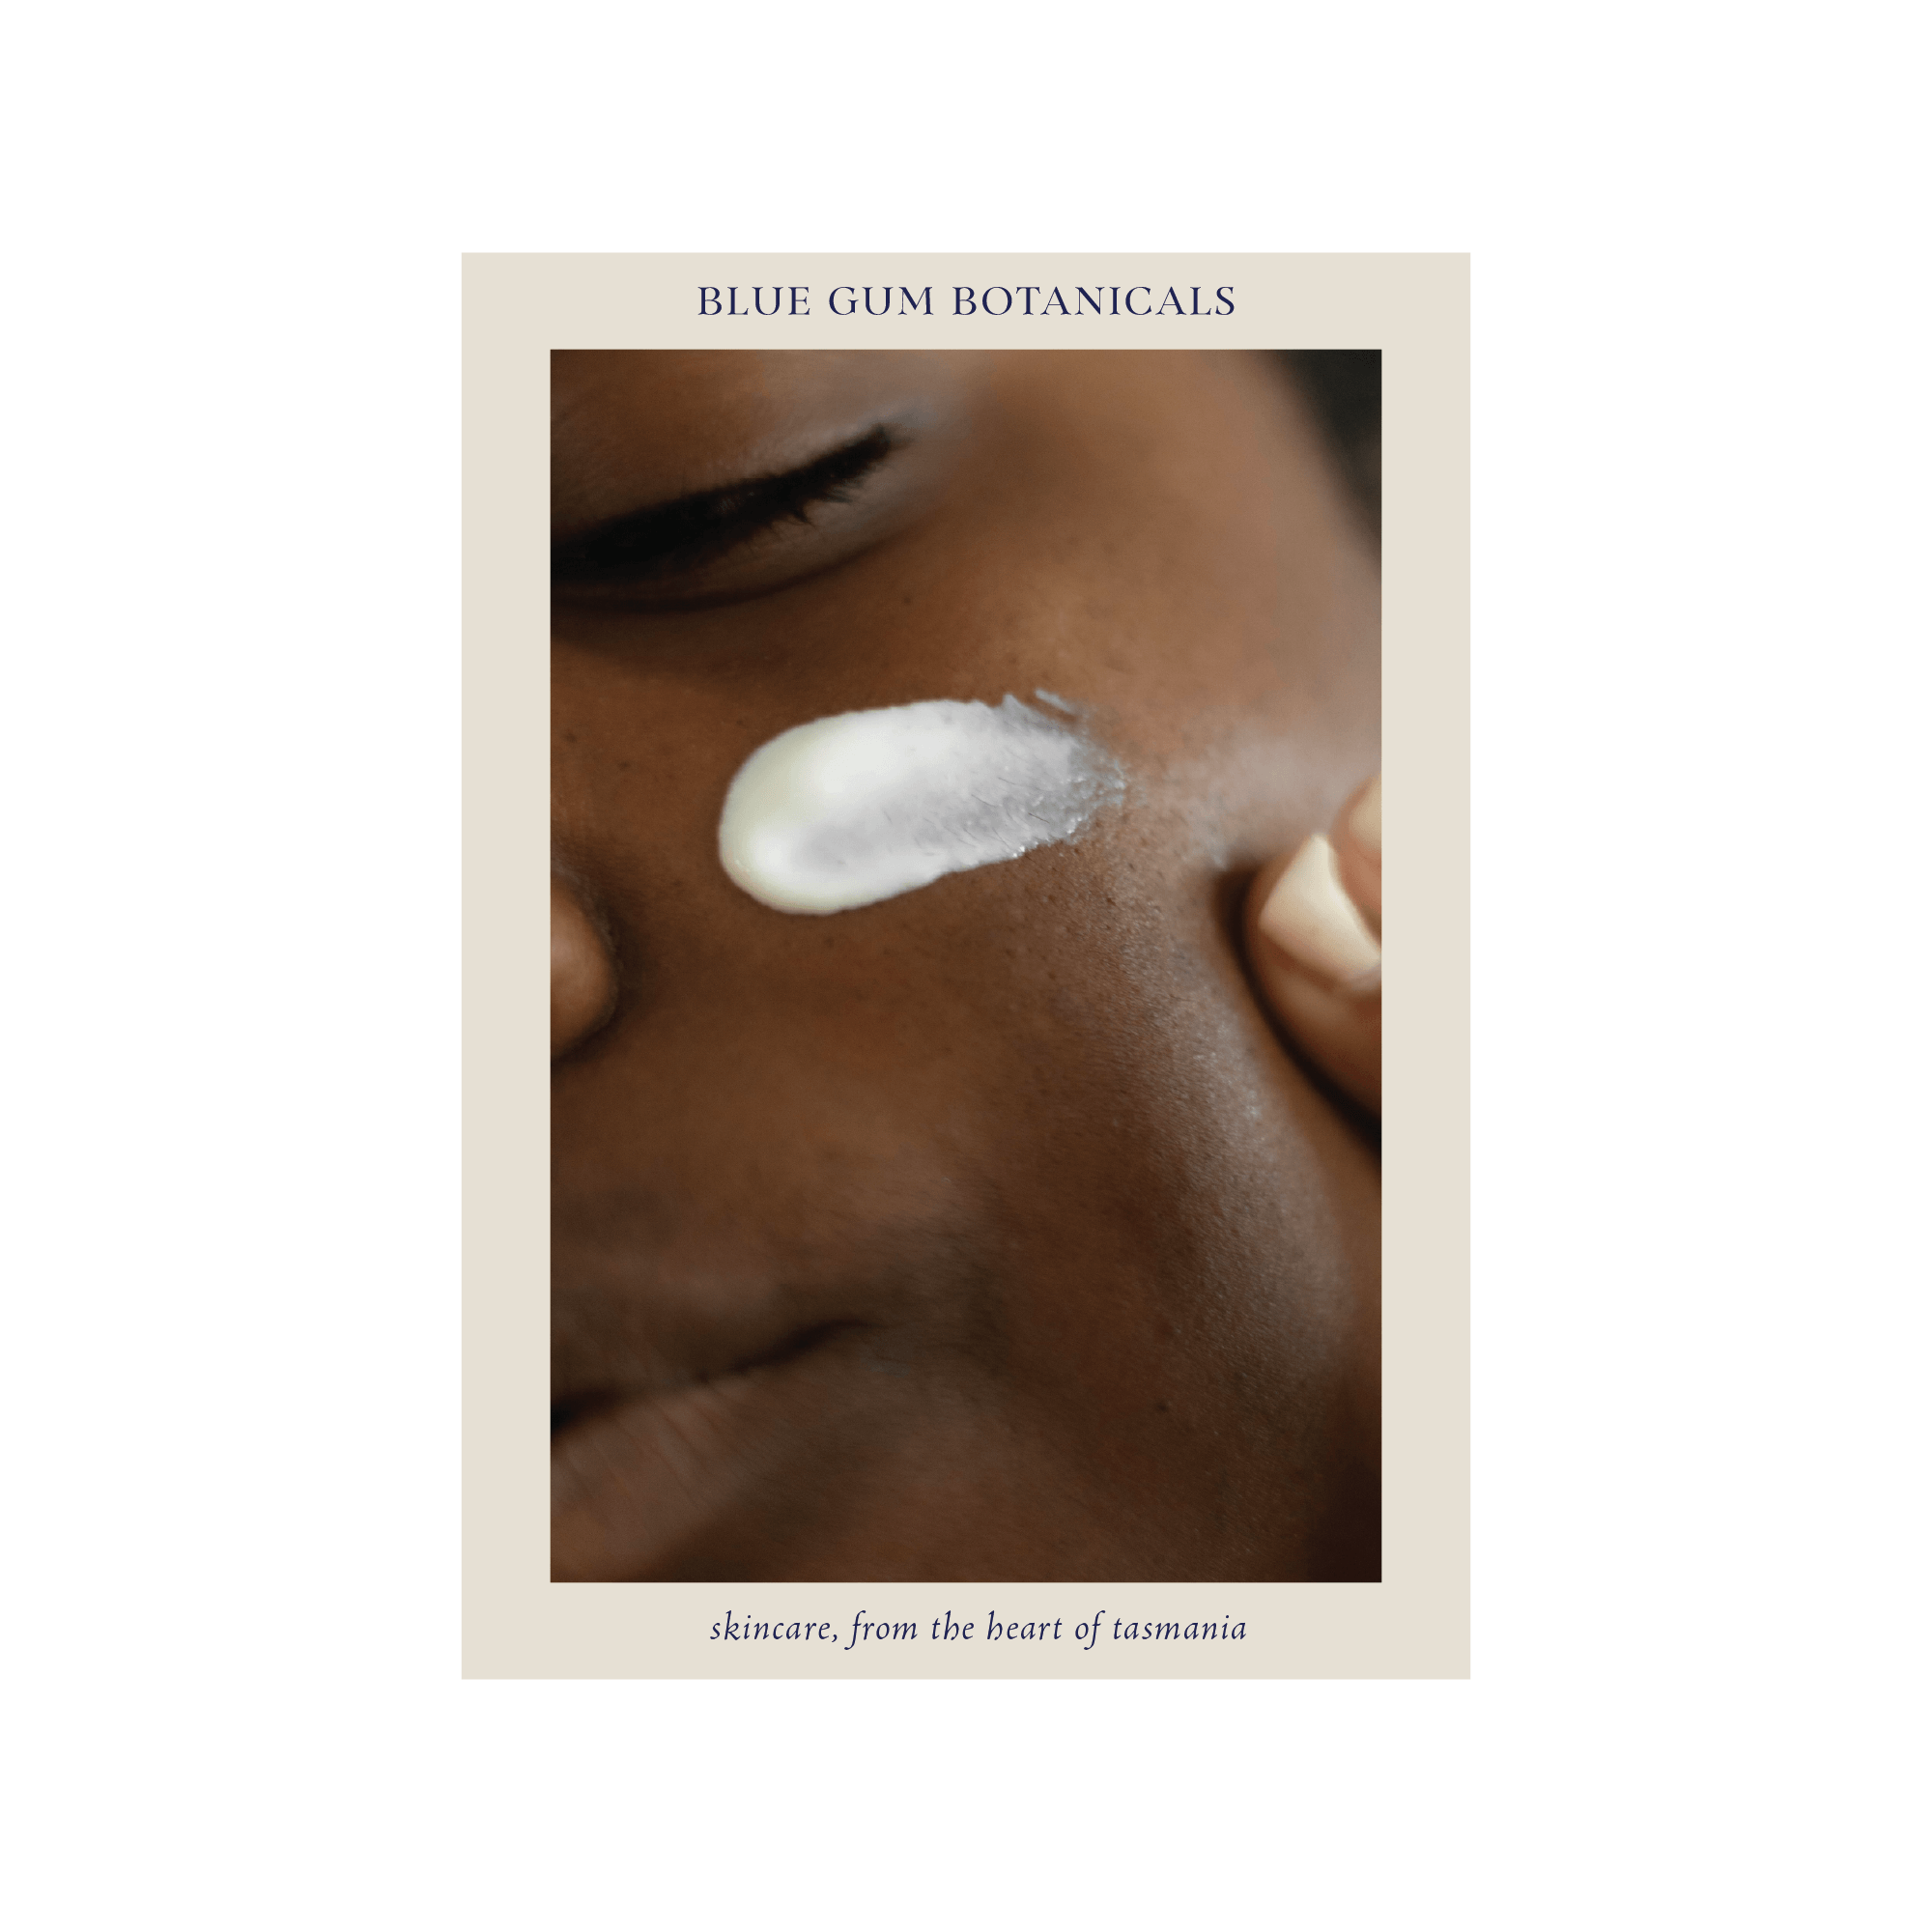 BLUE GUM BOTANICALS
skincare, from the heart of tasmania